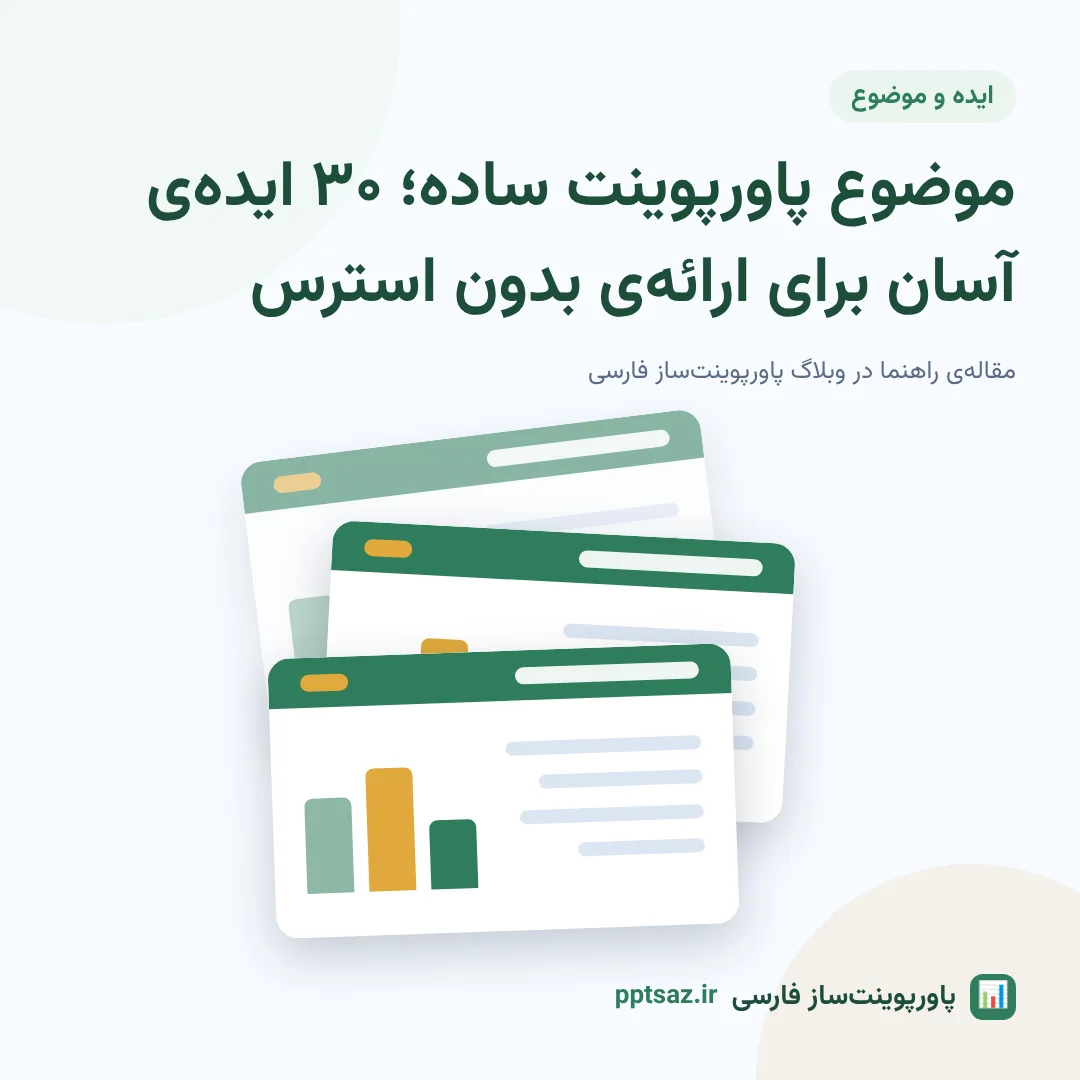 ایده و موضوع
موضوع پاورپوینت ساده؛ ۳۰ ایده‌ی
آسان برای ارائه‌ی بدون استرس
مقاله‌ی راهنما در وبلاگ پاورپوینت‌ساز فارسی
پاورپوینت‌ساز فارسی pptsaz.ir